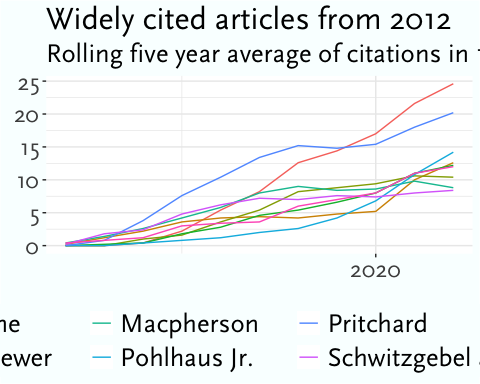 Widely cited articles from 2012
Rolling five year average of citations in
25
20
15
10
5
0
2020
Macpherson Pritchard
Pohlhaus Jr. Schwitzgebel